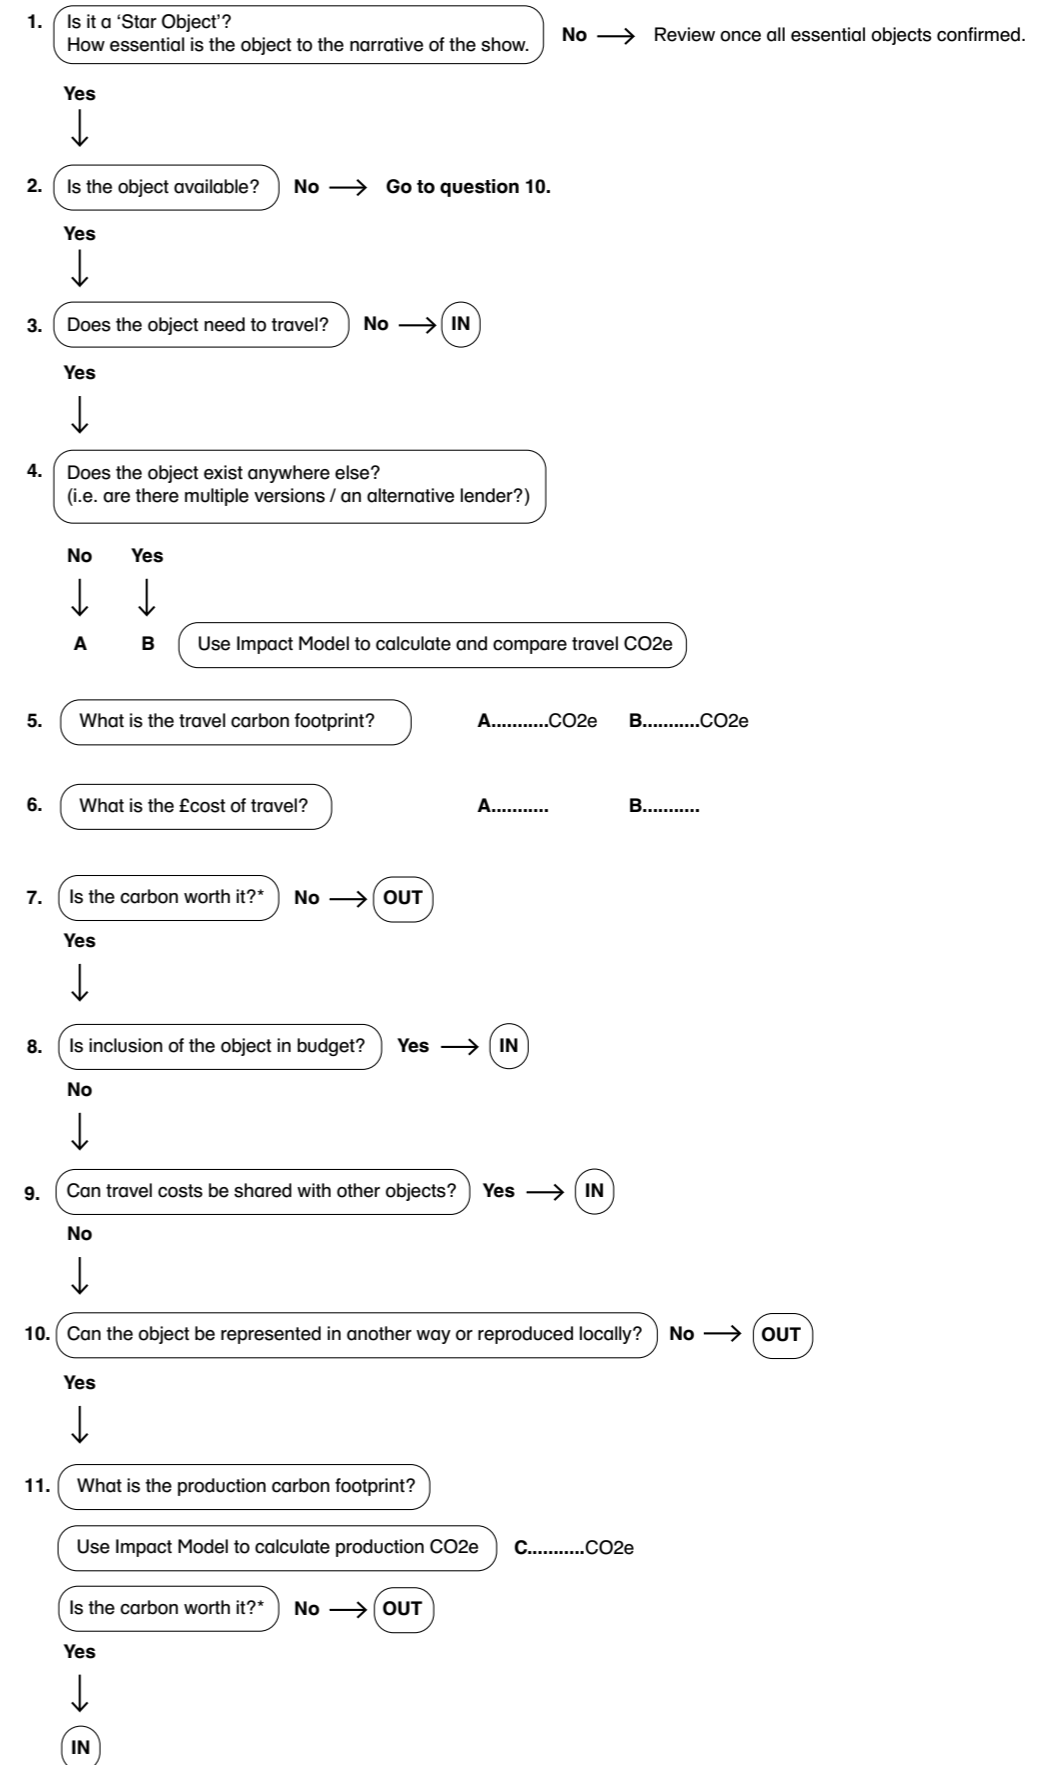 1. Is it a ‘Star Object’?
How essential is the object to the narrative of the show. No Review once all essential objects confirmed.
Yes
2. Is the object available? No Go to question 10.
Yes
3. Does the object need to travel? No IN
Yes
4. Does the object exist anywhere else?
(i.e. are there multiple versions / an alternative lender?)
No Yes
A B Use Impact Model to calculate and compare travel CO2e
5. What is the travel carbon footprint? A...........CO2e B...........CO2e
6. What is the £cost of travel? A........... B...........
7. Is the carbon worth it?* No OUT
Yes
8. Is inclusion of the object in budget? Yes IN
No
9. Can travel costs be shared with other objects? Yes IN
No
10. Can the object be represented in another way or reproduced locally? No OUT
Yes
11. What is the production carbon footprint?
Use Impact Model to calculate production CO2e C...........CO2e
Is the carbon worth it?* No OUT
Yes
IN